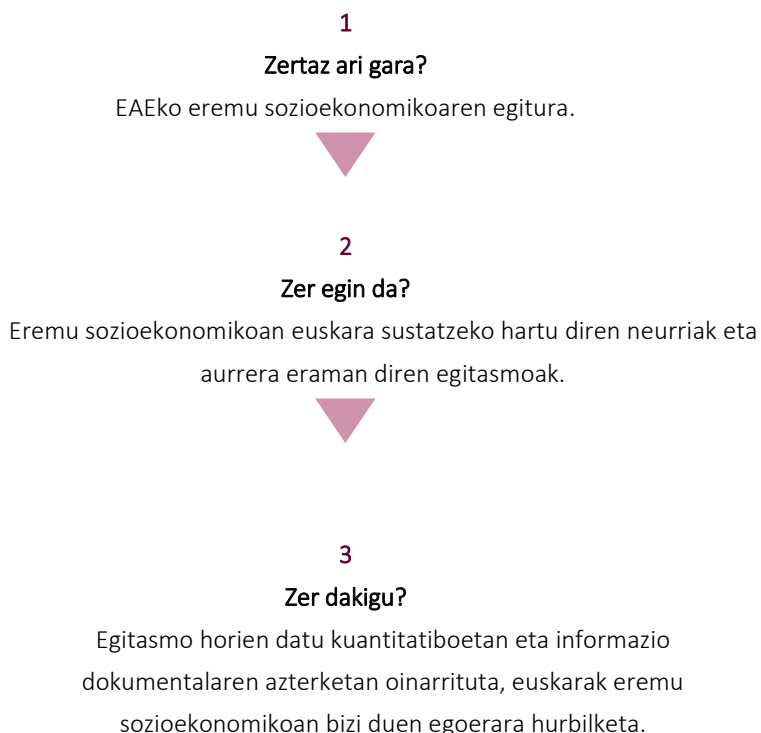 1
Zertaz ari gara?
EAEko eremu sozioekonomikoaren egitura.
2
Zer egin da?
Eremu sozioekonomikoan euskara sustatzeko hartu diren neurriak eta
aurrera eraman diren egitasmoak.
3
Zer dakigu?
Egitasmo horien datu kuantitatiboetan eta informazio
dokumentalaren azterketan oinarrituta, euskarak eremu
sozioekonomikoan bizi duen egoerara hurbilketa.